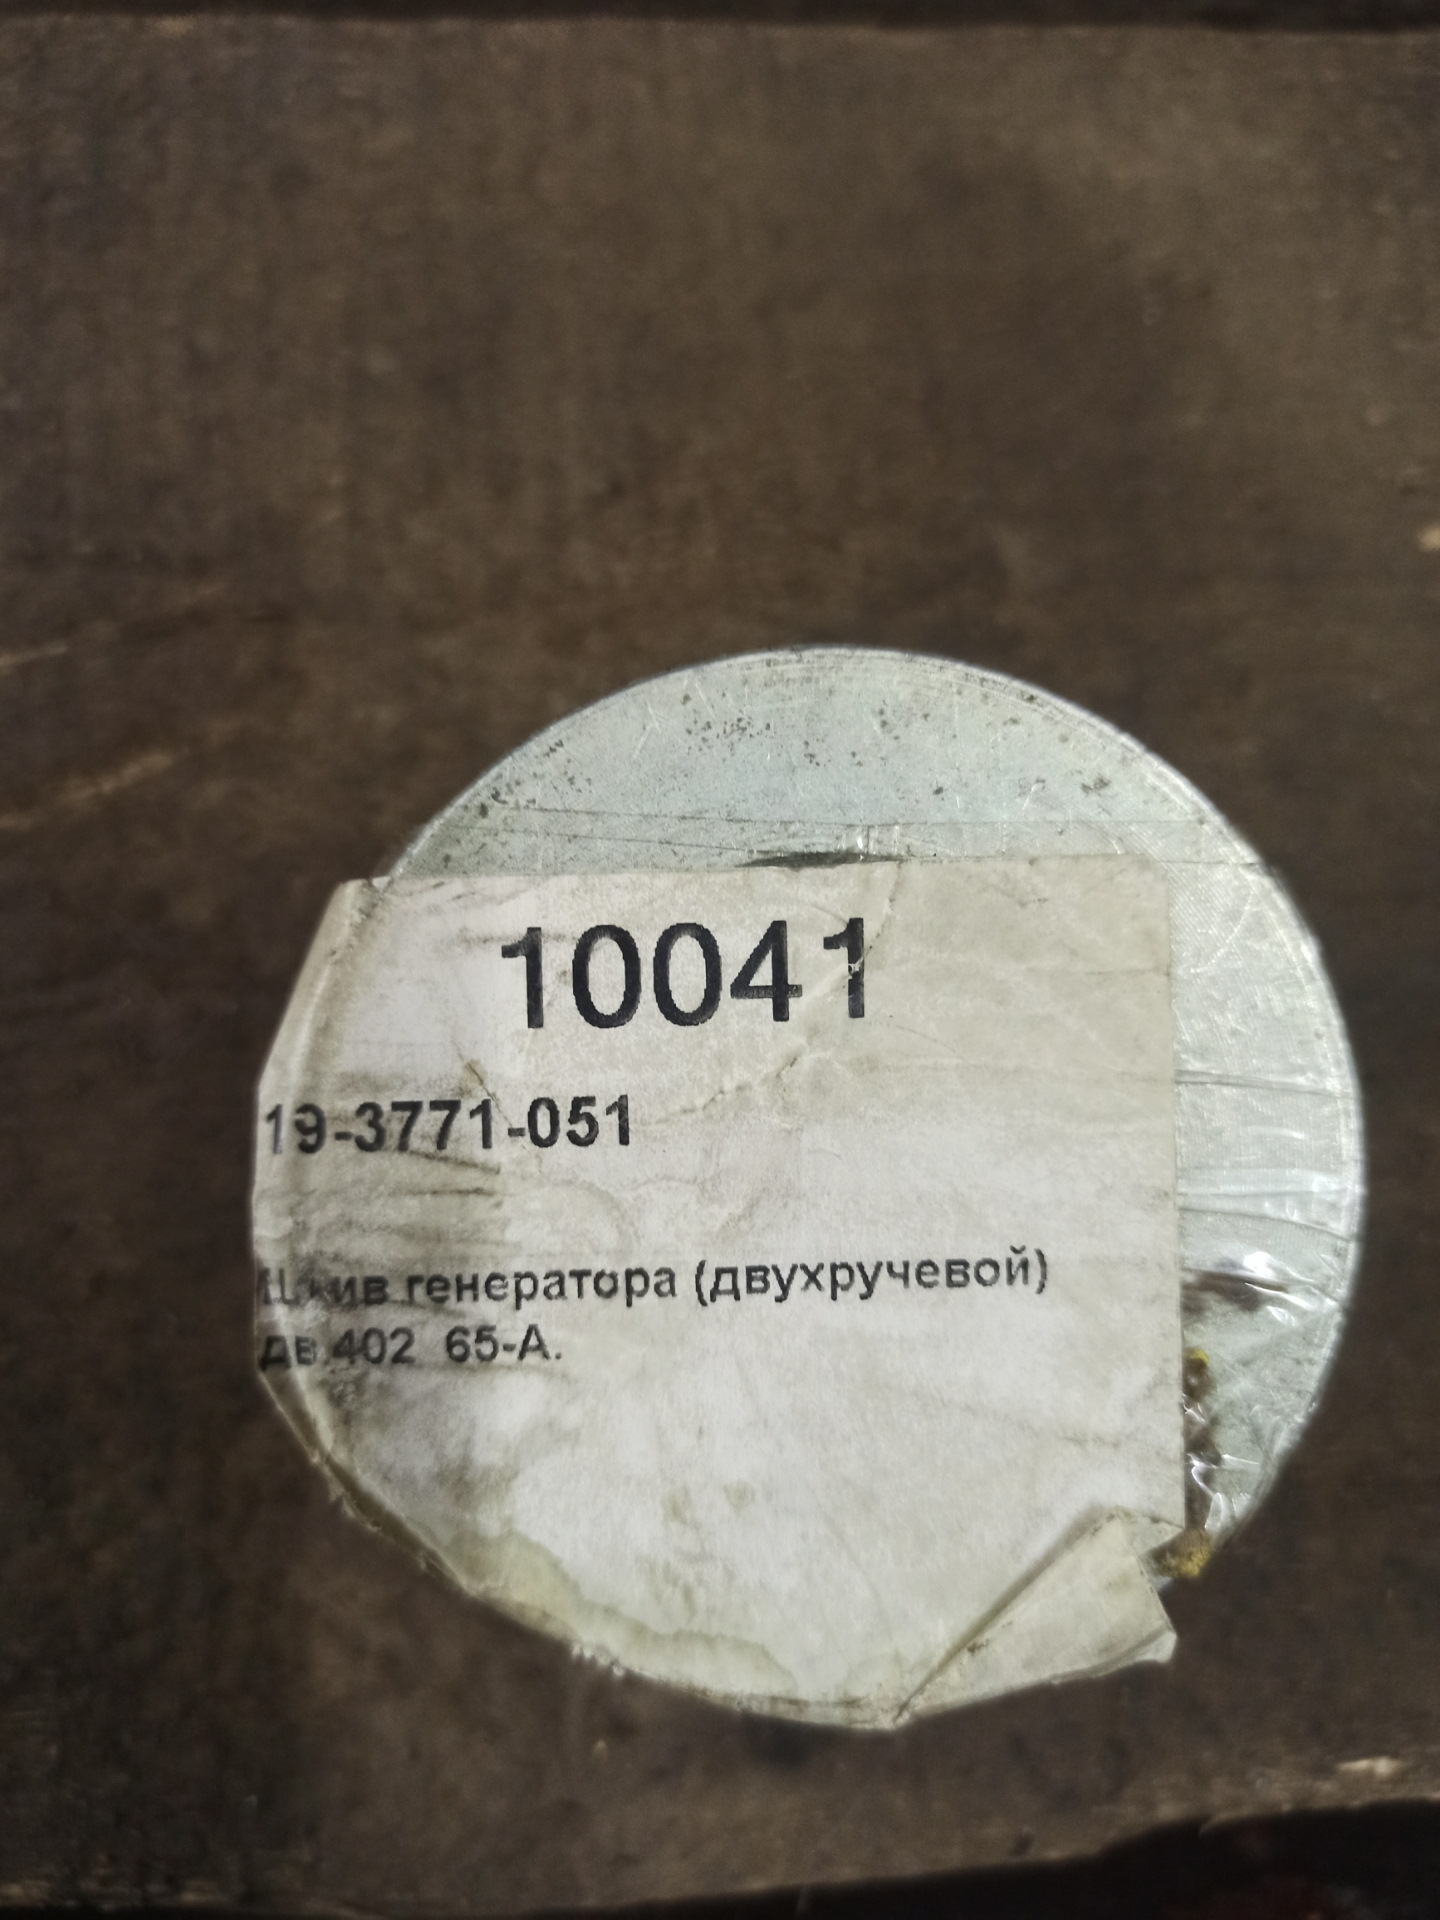 10041
19-3771-051
Шкив генератора (двухручевой)
дв.402 65-А.